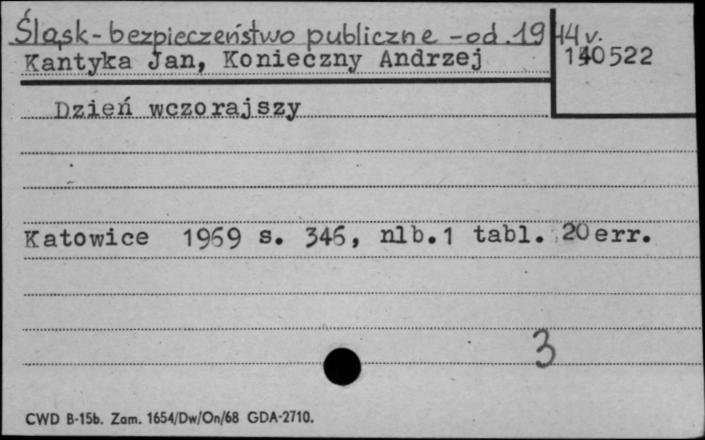 Śląsk - bezpieczeństwo publiczne - od 1944 r.
Kantyka Jan, Konieczny Andrzej
140522
Dzień wczorajszy
Katowice 1969 s. 346, nlb.1 tabl. 20 err.
3
CWD B-15b. Zam. 1654/Dw/On/68 GDA-2710.